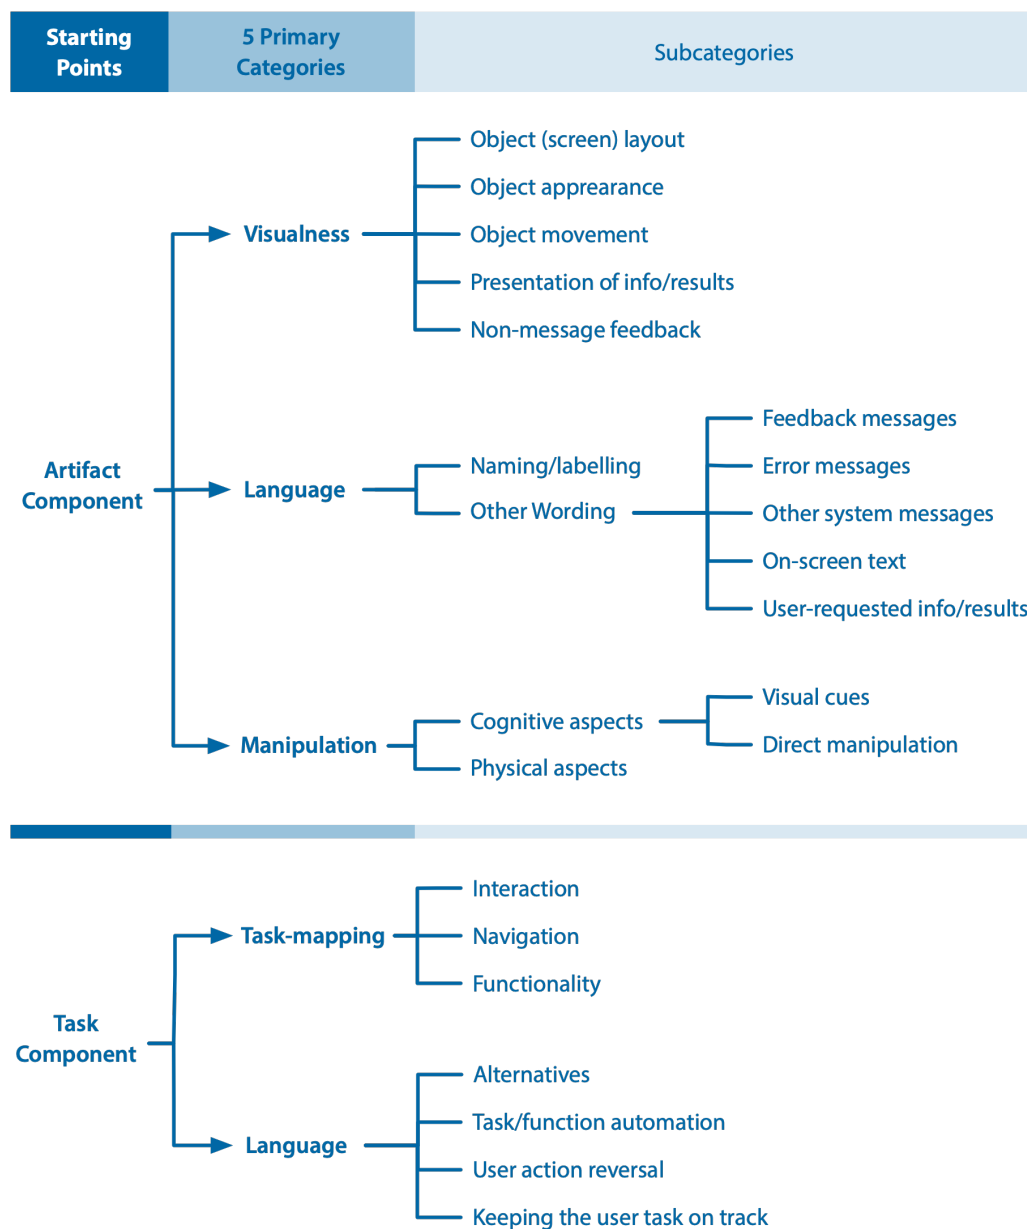 Starting
Points
5 Primary
Categories
Subcategories
Object (screen) layout
Object apprearance
Visualness
Object movement
Presentation of info/results
Non-message feedback
Artifact
Component
Language
Naming/labelling
Other Wording
Feedback messages
Error messages
Other system messages
On-screen text
User-requested info/results
Manipulation
Cognitive aspects
Physical aspects
Visual cues
Direct manipulation
Task
Component
Task-mapping
Interaction
Navigation
Functionality
Language
Alternatives
Task/function automation
User action reversal
Keeping the user task on track